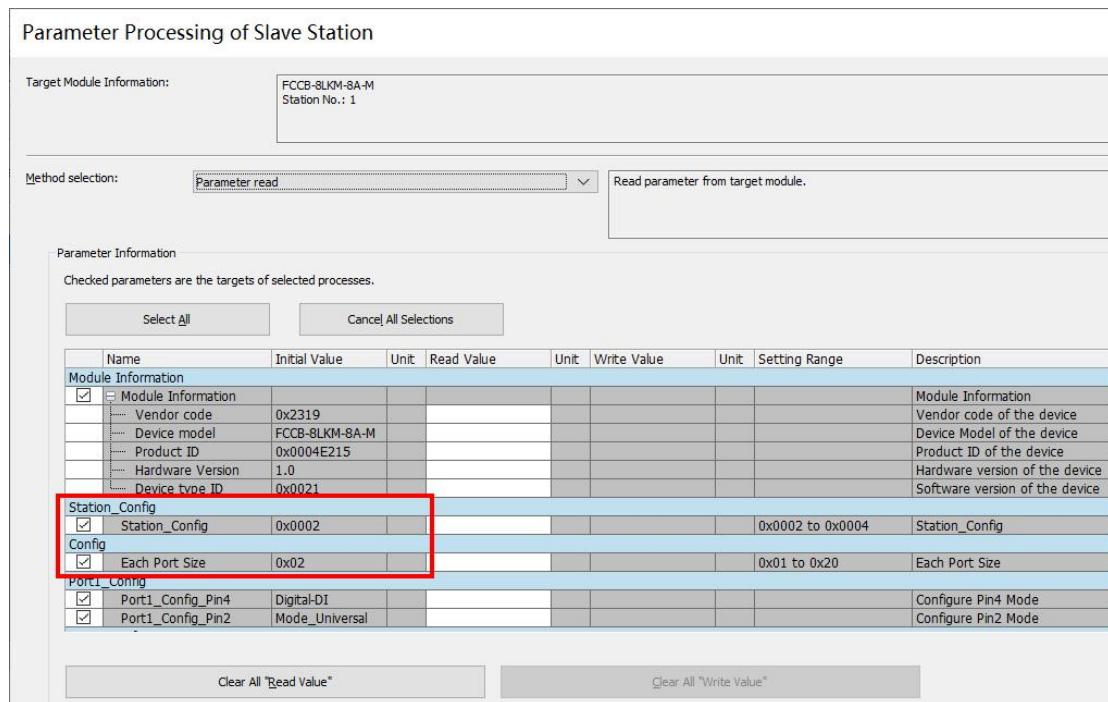 Parameter Processing of Slave Station
Target Module Information:
FCCB-8LKM-8A-M
Station No.: 1
Method selection:
Parameter read
Read parameter from target module.
Parameter Information
Checked parameters are the targets of selected processes.
Select All
Cancel All Selections
Name Initial Value Unit Read Value Unit Write Value Unit Setting Range Description
Module Information
Module Information Module Information
Vendor code 0x2319 Vendor code of the device
Device model FCCB-8LKM-8A-M Device Model of the device
Product ID 0x0004E215 Product ID of the device
Hardware Version 1.0 Hardware version of the device
Device type ID 0x0021 Software version of the device
Station_Config
Station_Config 0x0002 0x0002 to 0x0004 Station_Config
Config
Each Port Size 0x02 0x01 to 0x20 Each Port Size
Port1_Config
Port1_Config_Pin4 Digital-DI Configure Pin4 Mode
Port1_Config_Pin2 Mode_Universal Configure Pin2 Mode
Clear All "Read Value"
Clear All "Write Value"